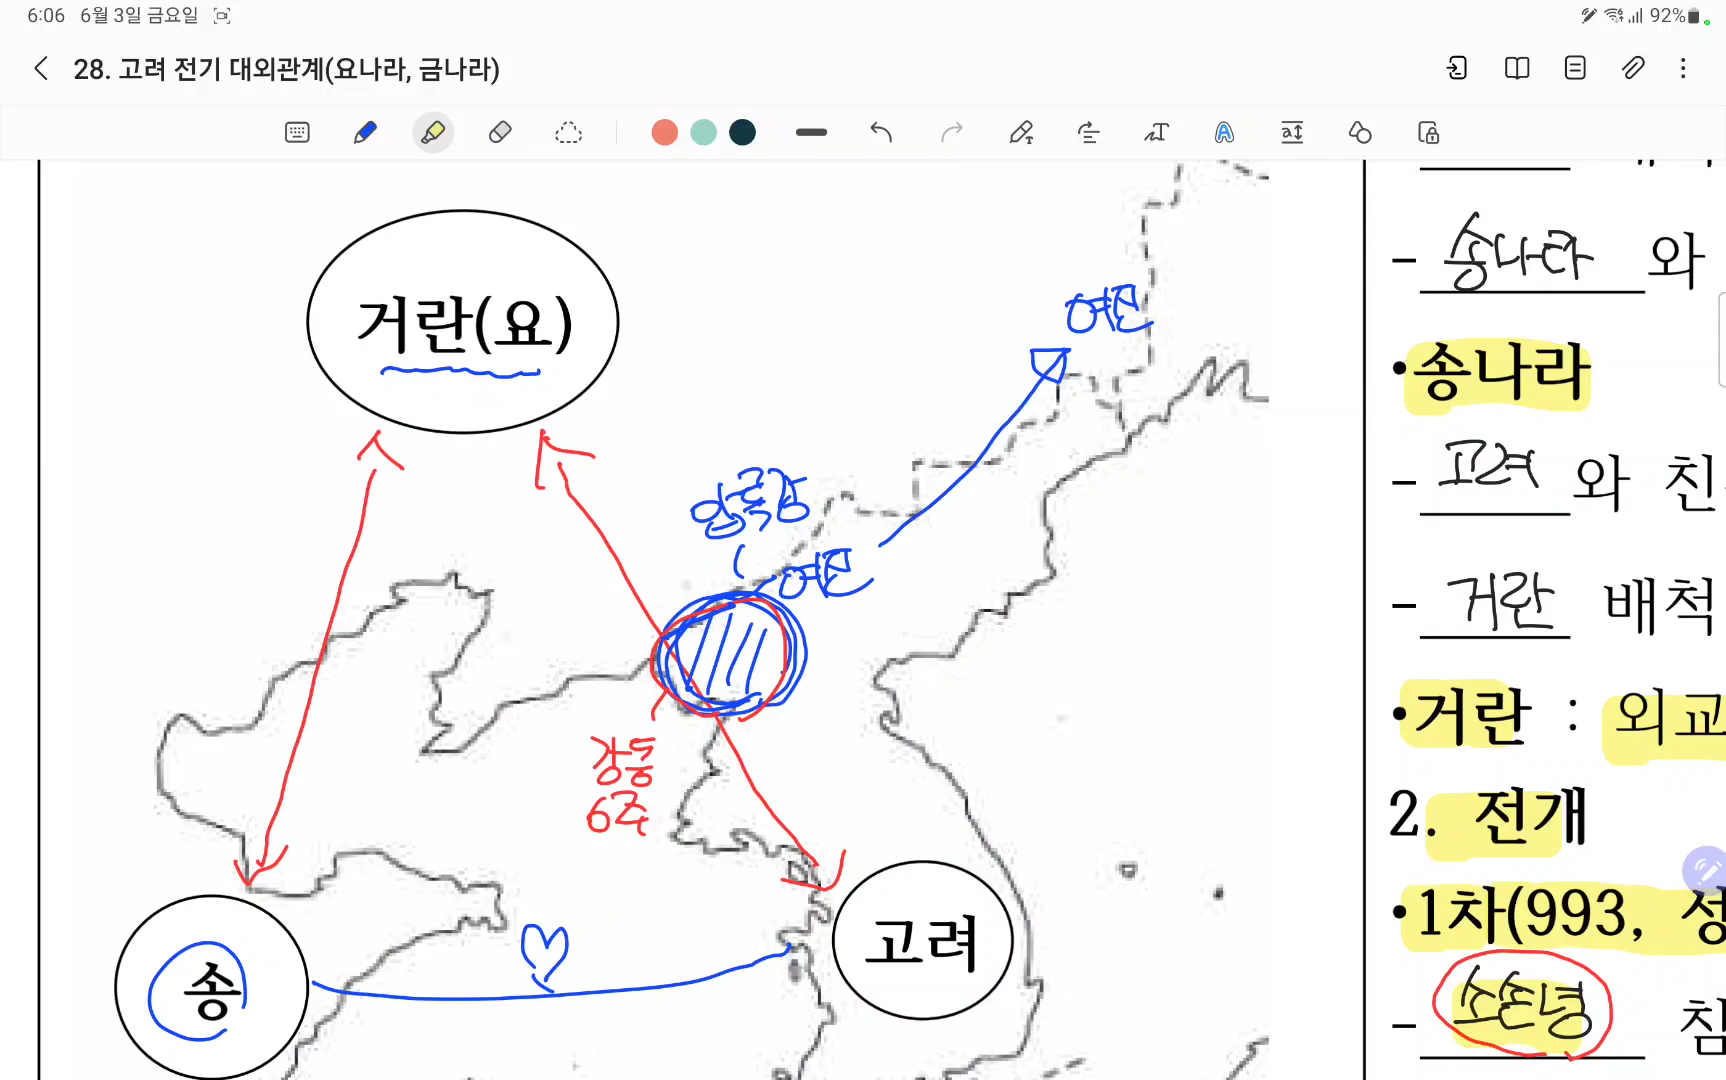 6:06 6월 3일 금요일
92%
28. 고려 전기 대외관계(요나라, 금나라)
거란(요)
여진
압록강
여진
강동
6주
송
고려
- 송나라 와
•송나라
- 고려 와 친
- 거란 배척
•거란 : 외교
2. 전개
•1차(993, 성
- 소손녕 침